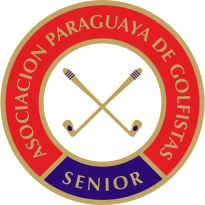 ASOCIACION PARAGUAYA DE GOLFISTAS
SENIOR